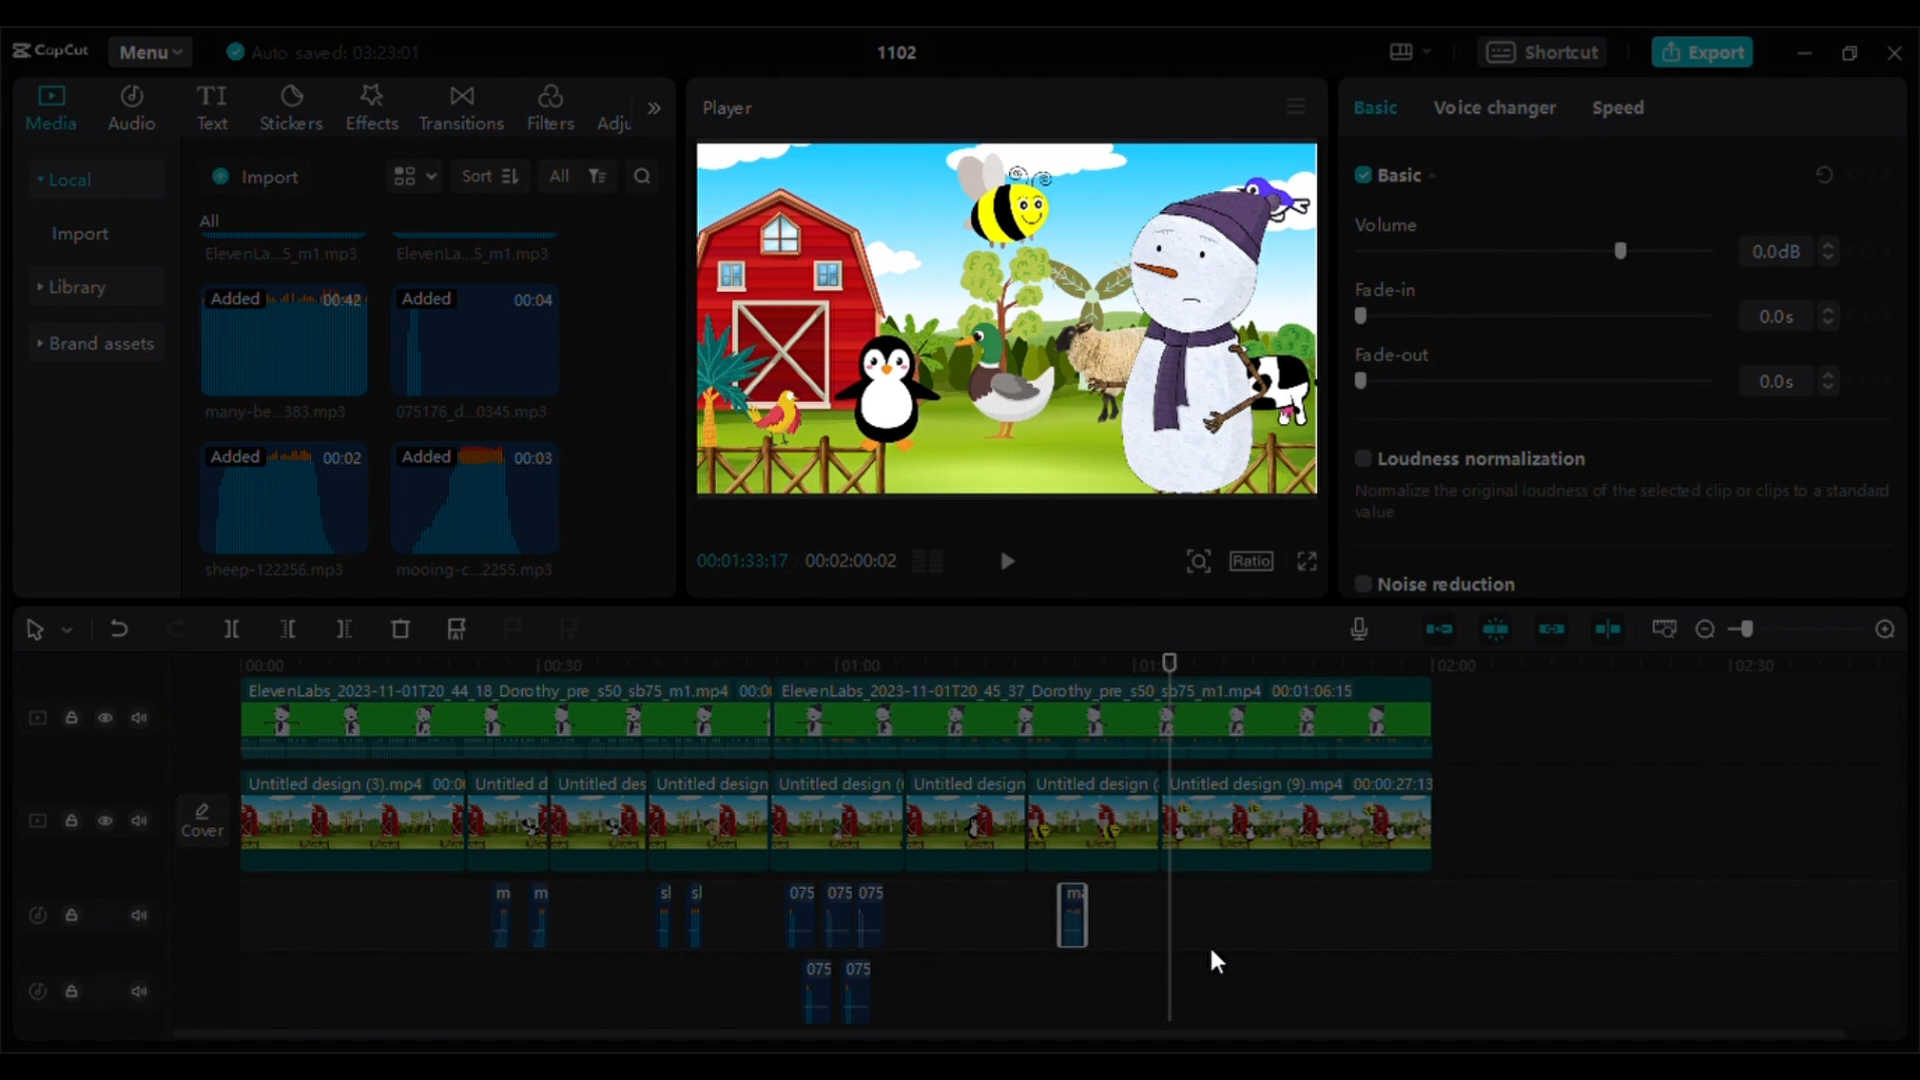 CapCut
Menu
Auto saved: 03:23:01
1102
Shortcut
Export
Media
Audio
TI
Text
Stickers
Effects
Transitions
Filters
Adju
Player
Basic
Voice changer
Speed
Local
Import
Library
Brand assets
Import
Sort
All
All
ElevenLa...5_m1.mp3
ElevenLa...5_m1.mp3
Added
00:42
Added
00:04
many-be...383.mp3
075176_d...0345.mp3
Added
00:02
Added
00:03
sheep-122256.mp3
mooing-c...2255.mp3
00:01:33:17
00:02:00:02
Ratio
Basic
Volume
0.0dB
Fade-in
0.0s
Fade-out
0.0s
Loudness normalization
Normalize the original loudness of the selected clip or clips to a standard
value
Noise reduction
00:00
00:30
01:00
02:00
02:30
ElevenLabs_2023-11-01T20_44_18_Dorothy_pre_s50_sb75_m1.mp4 00:00
ElevenLabs_2023-11-01T20_45_37_Dorothy_pre_s50_sb75_m1.mp4 00:01:06:15
Cover
Untitled design (3).mp4 00:00
Untitled d
Untitled des
Untitled design
Untitled design (
Untitled design
Untitled design (
Untitled design (9).mp4 00:00:27:13
m
m
sl
sl
075
075
075
ma
075
075